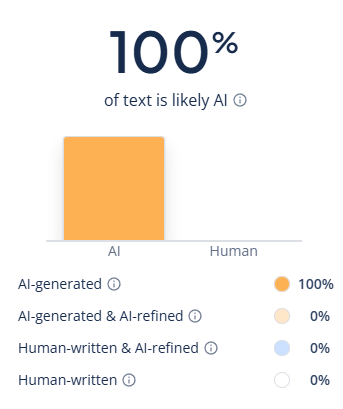 100%
of text is likely AI
AI Human
AI-generated 100%
AI-generated & AI-refined 0%
Human-written & AI-refined 0%
Human-written 0%